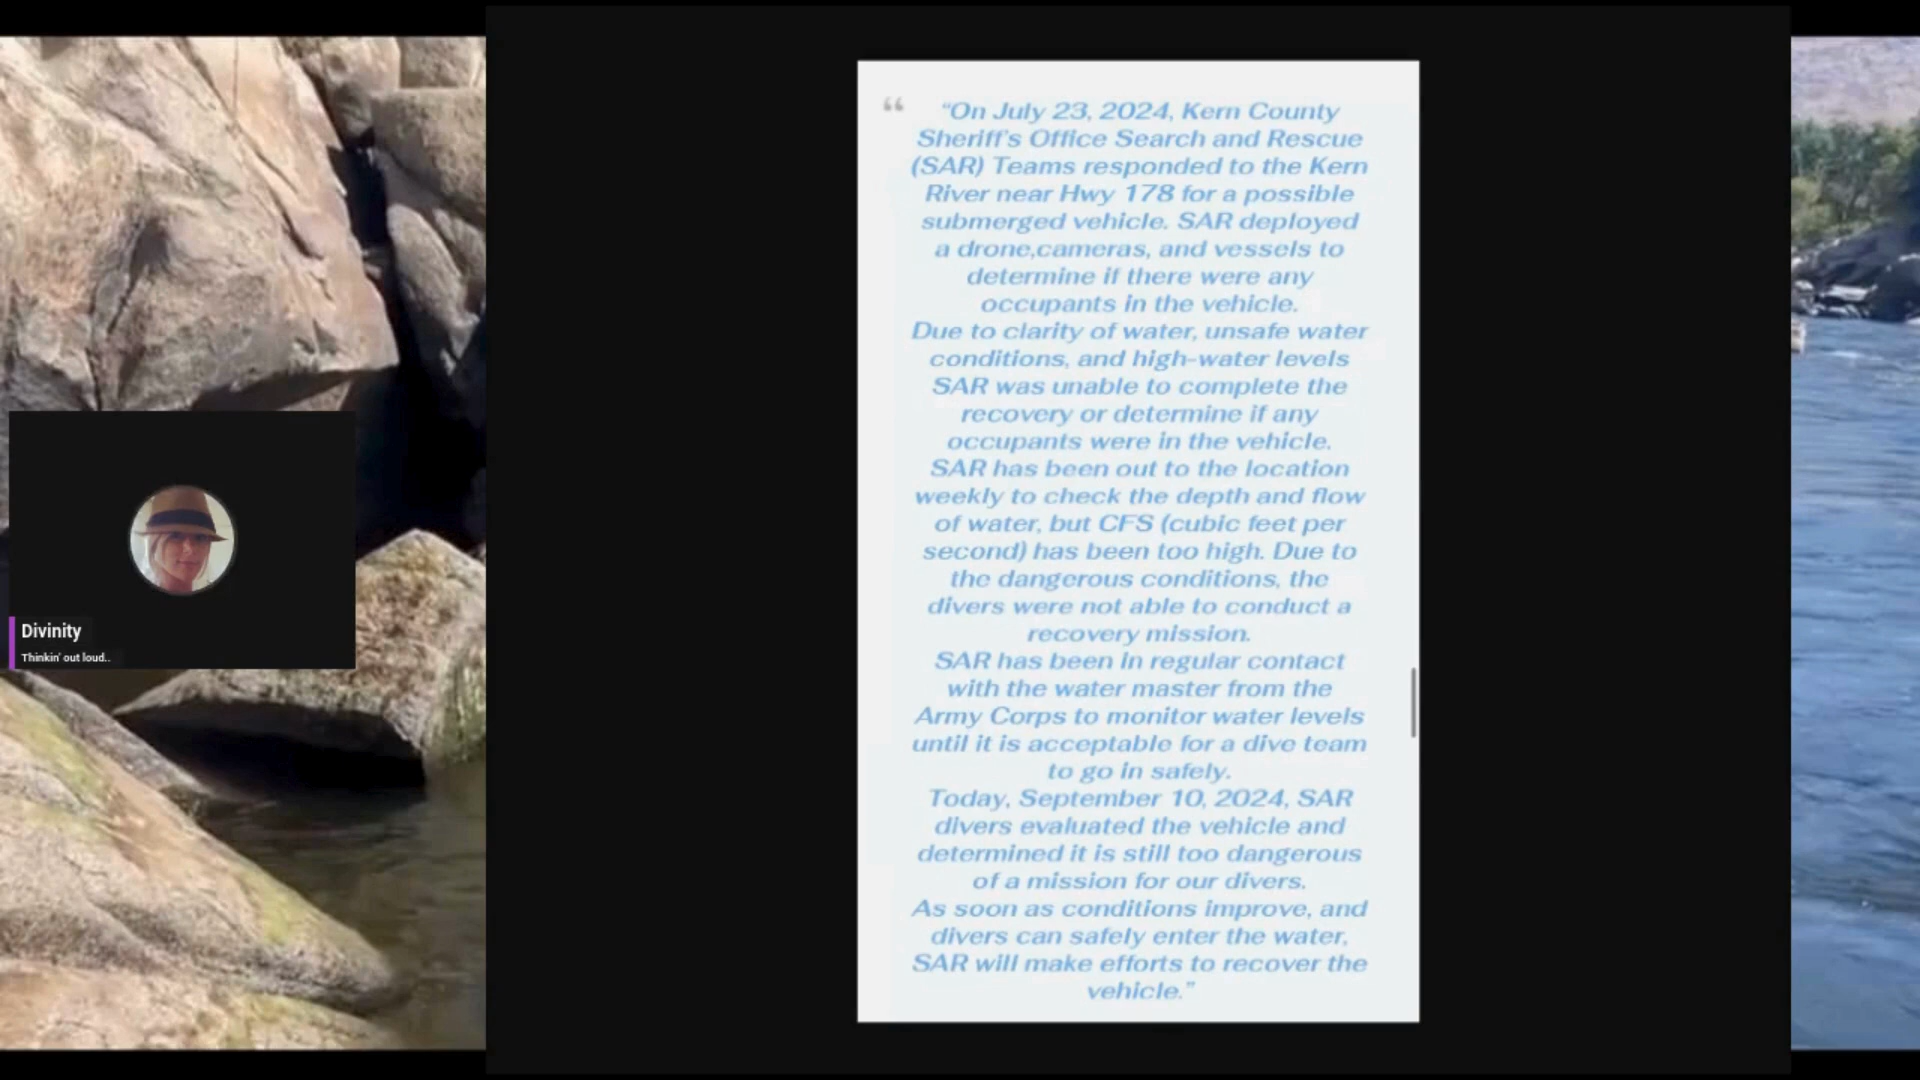 “
“On July 23, 2024, Kern County
Sheriff’s Office Search and Rescue
(SAR) Teams responded to the Kern
River near Hwy 178 for a possible
submerged vehicle. SAR deployed
a drone,cameras, and vessels to
determine if there were any
occupants in the vehicle.
Due to clarity of water, unsafe water
conditions, and high-water levels
SAR was unable to complete the
recovery or determine if any
occupants were in the vehicle.
SAR has been out to the location
weekly to check the depth and flow
of water, but CFS (cubic feet per
second) has been too high. Due to
the dangerous conditions, the
divers were not able to conduct a
recovery mission.
SAR has been in regular contact
with the water master from the
Army Corps to monitor water levels
until it is acceptable for a dive team
to go in safely.
Today, September 10, 2024, SAR
divers evaluated the vehicle and
determined it is still too dangerous
of a mission for our divers.
As soon as conditions improve, and
divers can safely enter the water,
SAR will make efforts to recover the
vehicle.”
Divinity
Thinkin' out loud..